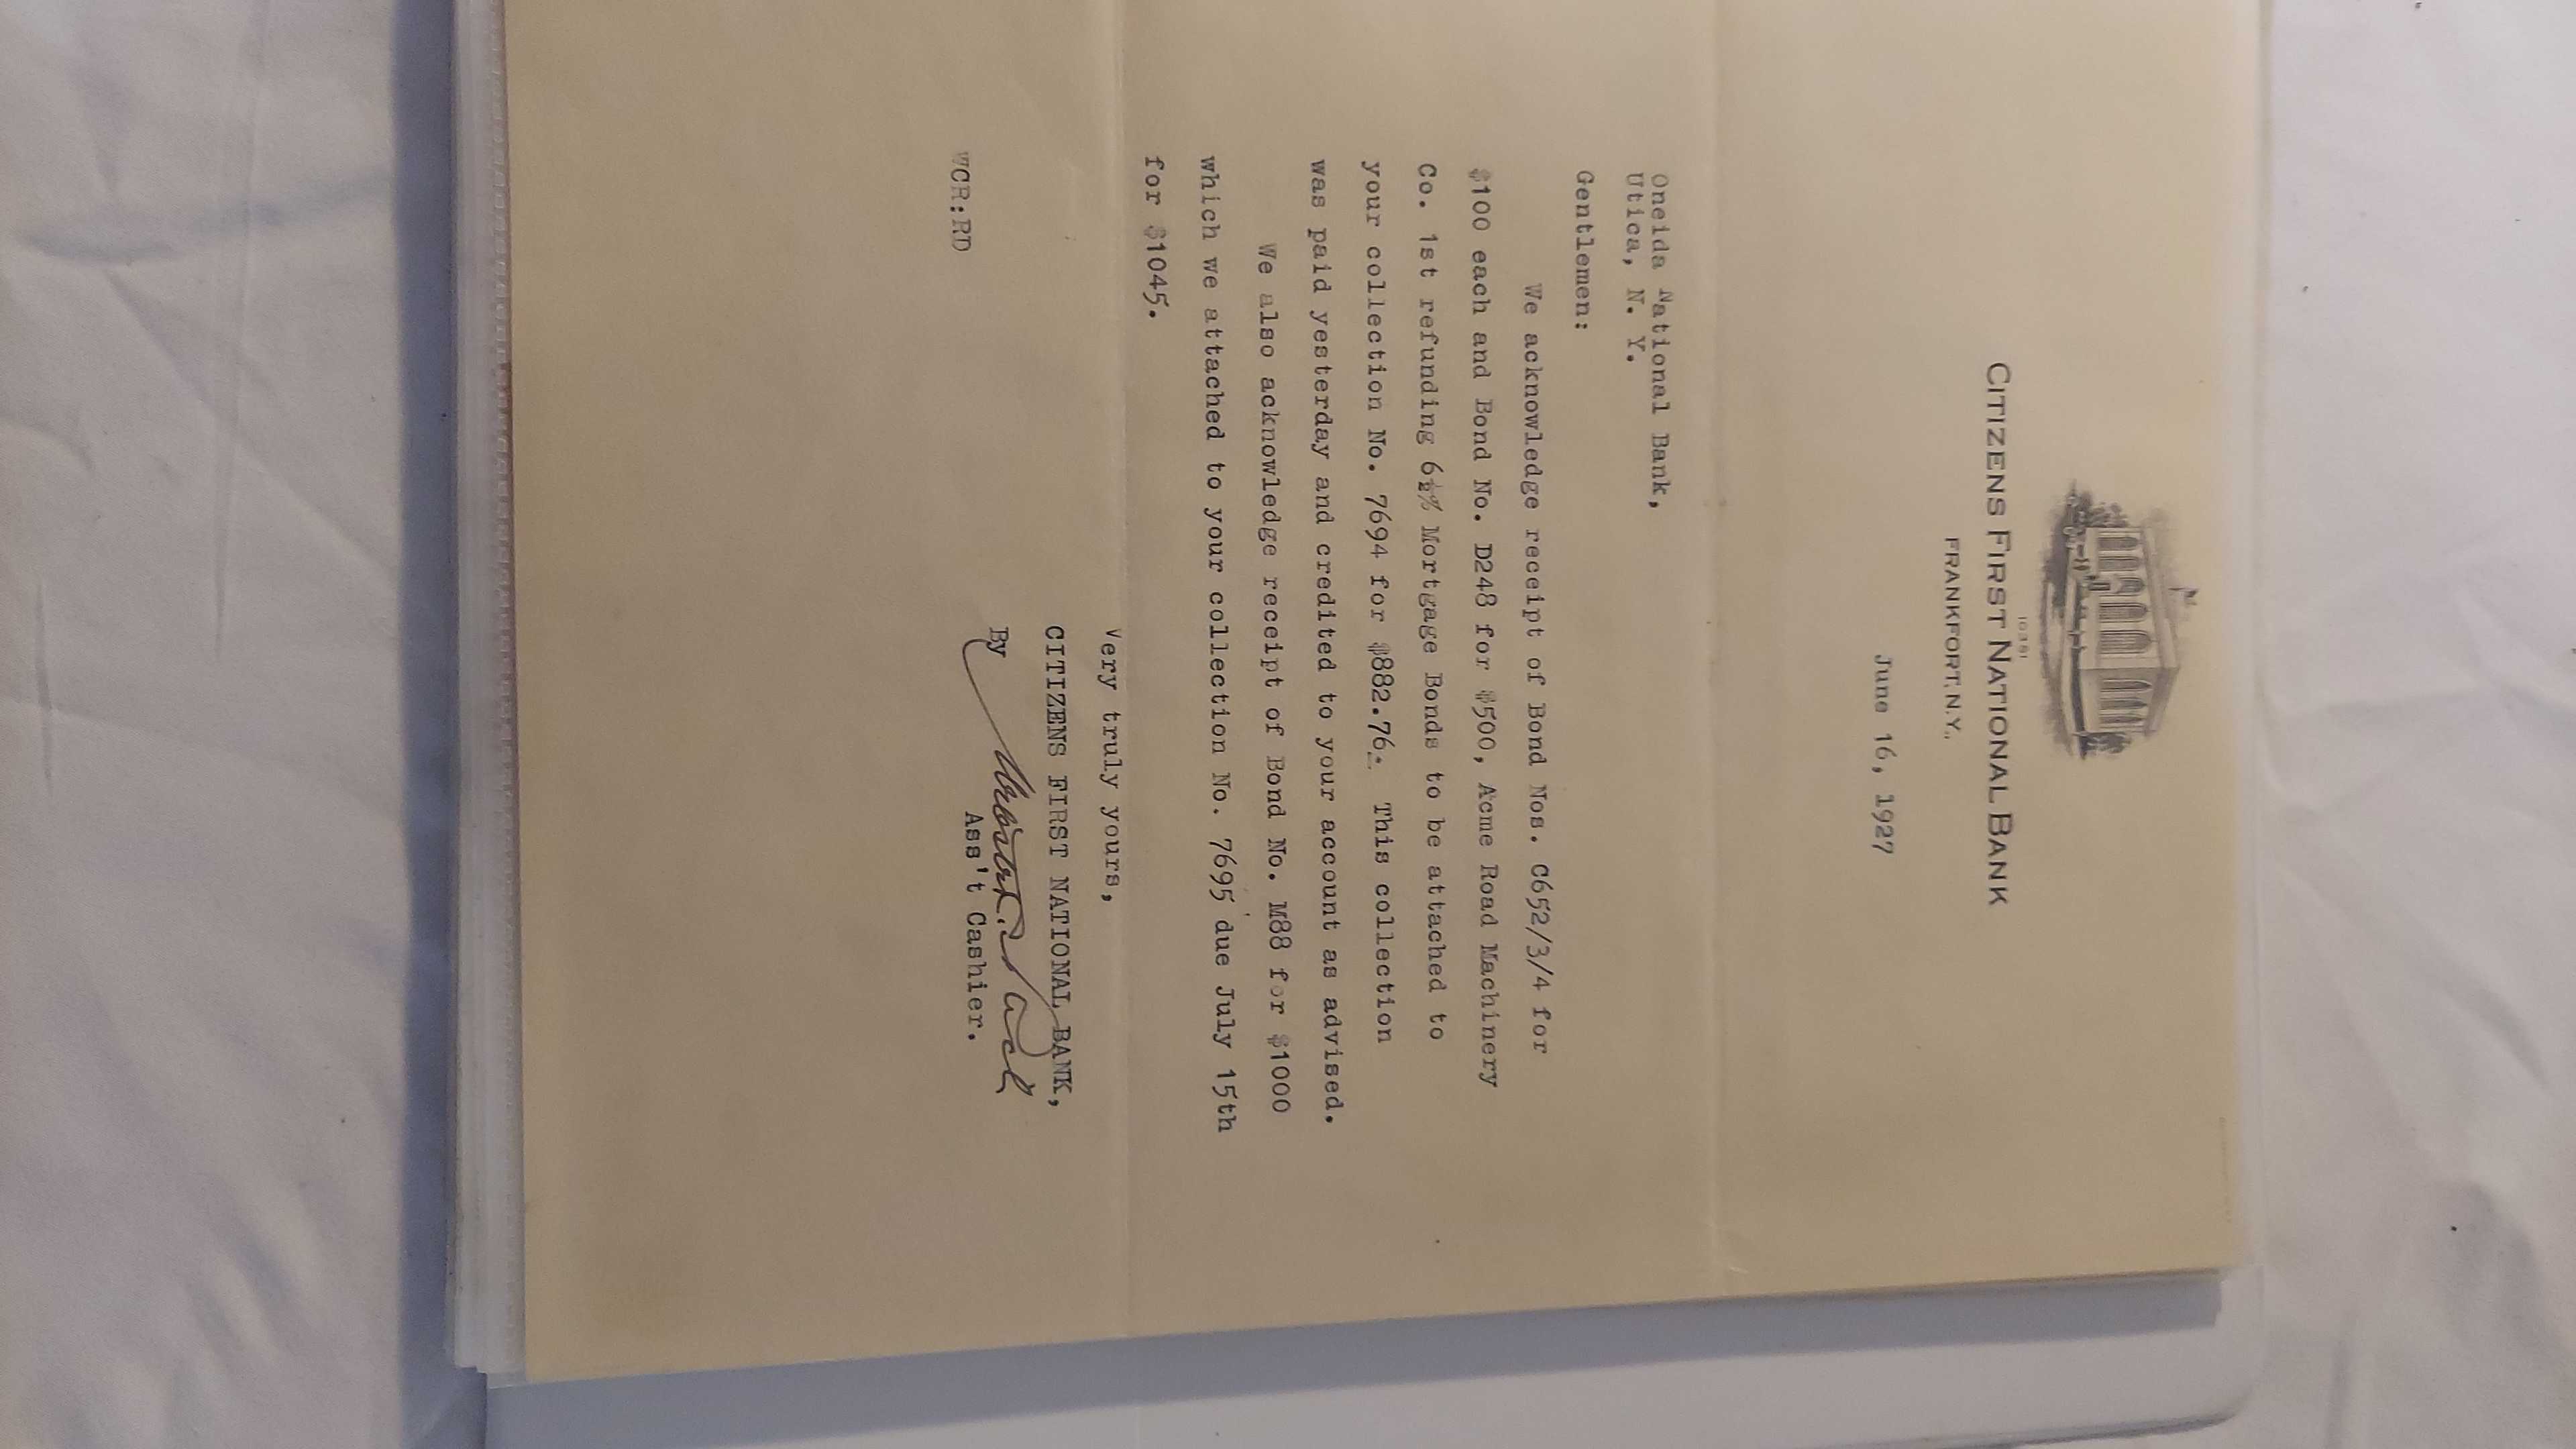 10351
CITIZENS FIRST NATIONAL BANK
FRANKFORT, N.Y.,
June 16, 1927
Oneida National Bank,
Utica, N. Y.
Gentlemen:
We acknowledge receipt of Bond Nos. C652/3/4 for
$100 each and Bond No. D248 for $500, Acme Road Machinery
Co. 1st refunding 6½% Mortgage Bonds to be attached to
your collection No. 7694 for $882.76. This collection
was paid yesterday and credited to your account as advised.
We also acknowledge receipt of Bond No. M88 for $1000
which we attached to your collection No. 7695 due July 15th
for $1045.
Very truly yours,
CITIZENS FIRST NATIONAL BANK,
By
Ass't Cashier.
WCR:RD